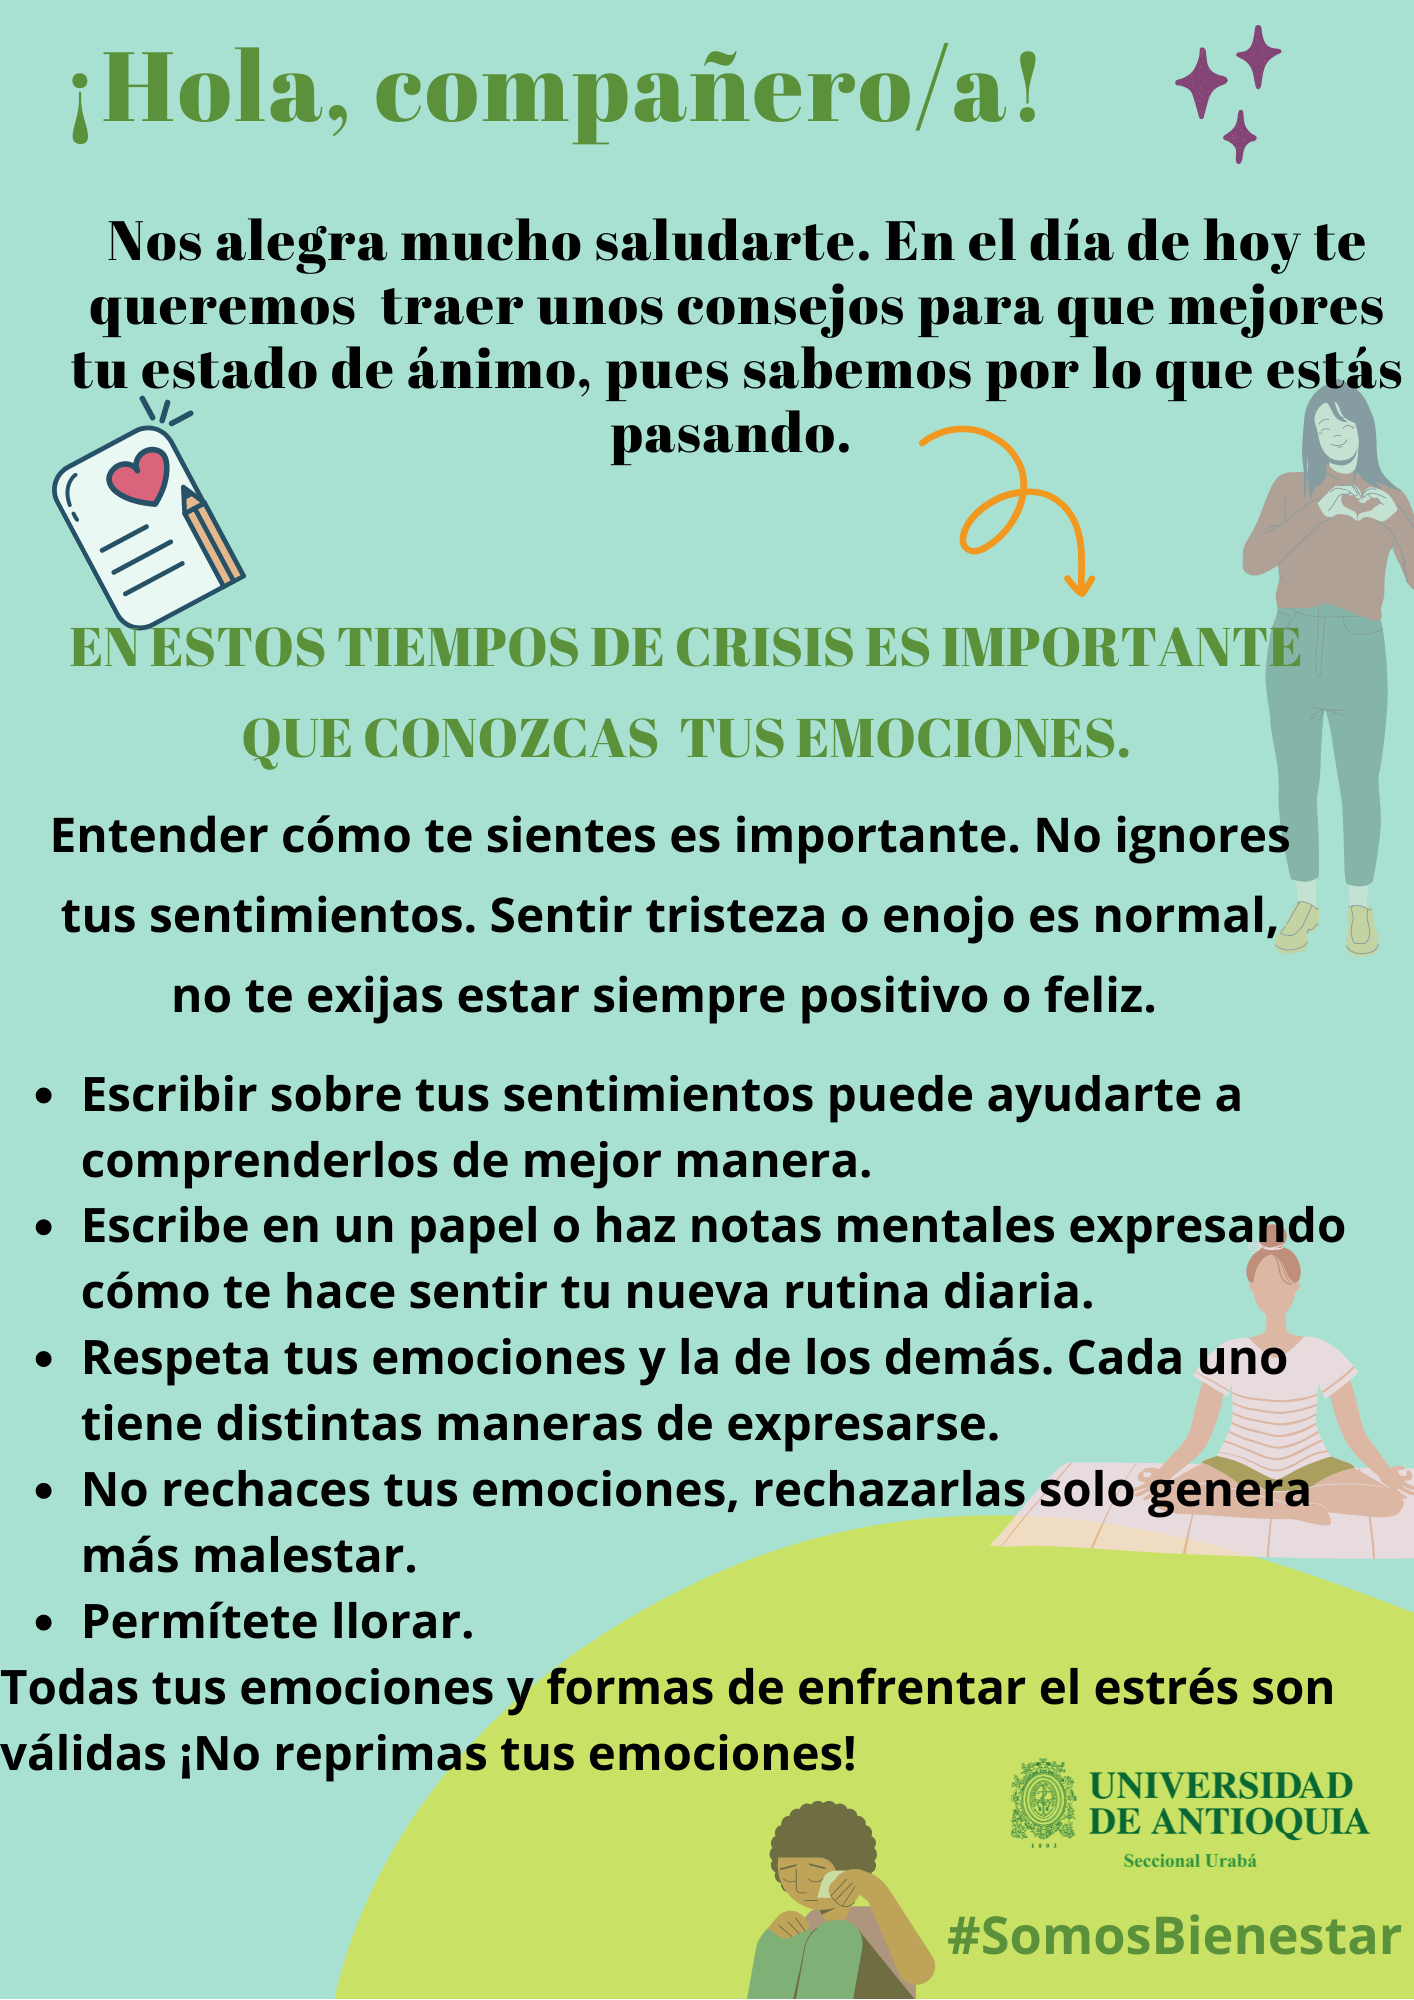 ¡Hola, compañero/a!
Nos alegra mucho saludarte. En el día de hoy te
queremos traer unos consejos para que mejores
tu estado de ánimo, pues sabemos por lo que estás
pasando.
EN ESTOS TIEMPOS DE CRISIS ES IMPORTANTE
QUE CONOZCAS TUS EMOCIONES.
Entender cómo te sientes es importante. No ignores
tus sentimientos. Sentir tristeza o enojo es normal,
no te exijas estar siempre positivo o feliz.
• Escribir sobre tus sentimientos puede ayudarte a
comprenderlos de mejor manera.
• Escribe en un papel o haz notas mentales expresando
cómo te hace sentir tu nueva rutina diaria.
• Respeta tus emociones y la de los demás. Cada uno
tiene distintas maneras de expresarse.
• No rechaces tus emociones, rechazarlas solo genera
más malestar.
• Permítete llorar.
Todas tus emociones y formas de enfrentar el estrés son
válidas ¡No reprimas tus emociones!
UNIVERSIDAD
DE ANTIOQUIA
1803
Seccional Urabá
#SomosBienestar